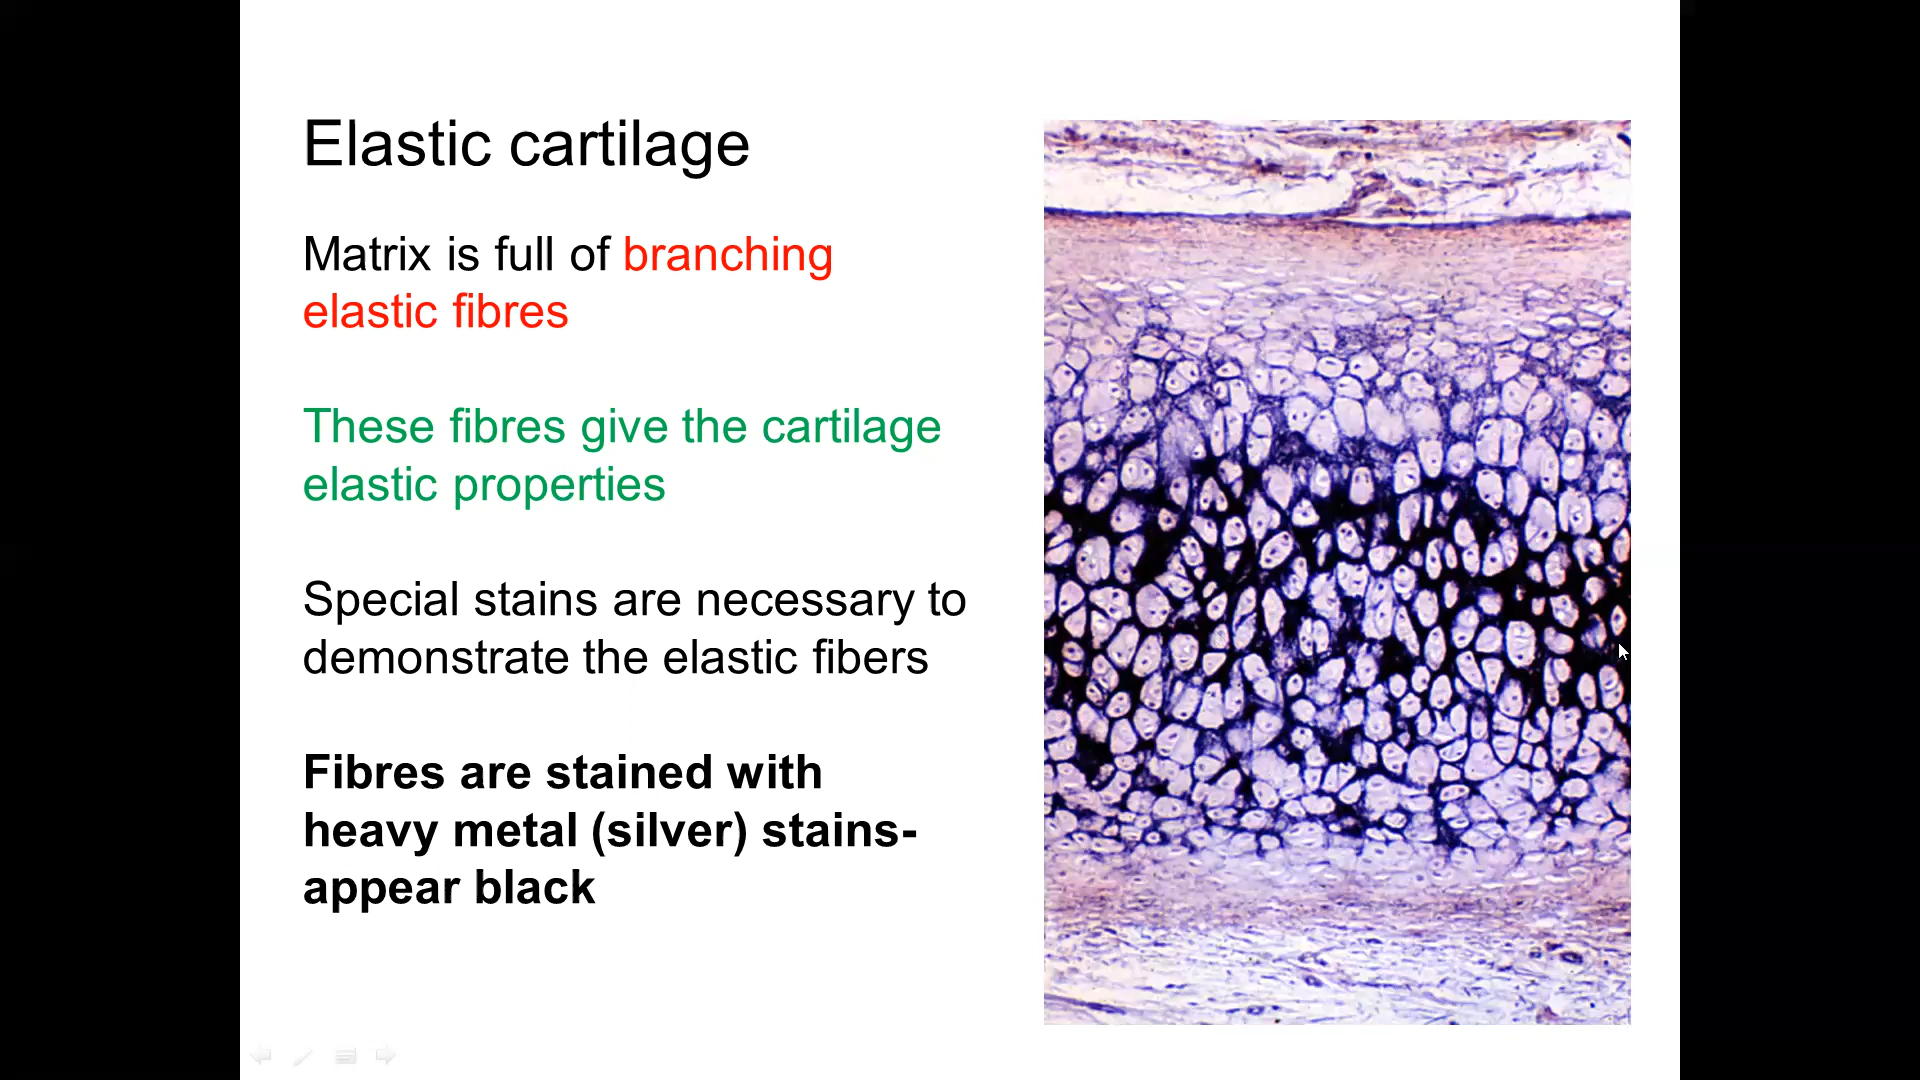 Elastic cartilage
Matrix is full of branching
elastic fibres
These fibres give the cartilage
elastic properties
Special stains are necessary to
demonstrate the elastic fibers
Fibres are stained with
heavy metal (silver) stains-
appear black